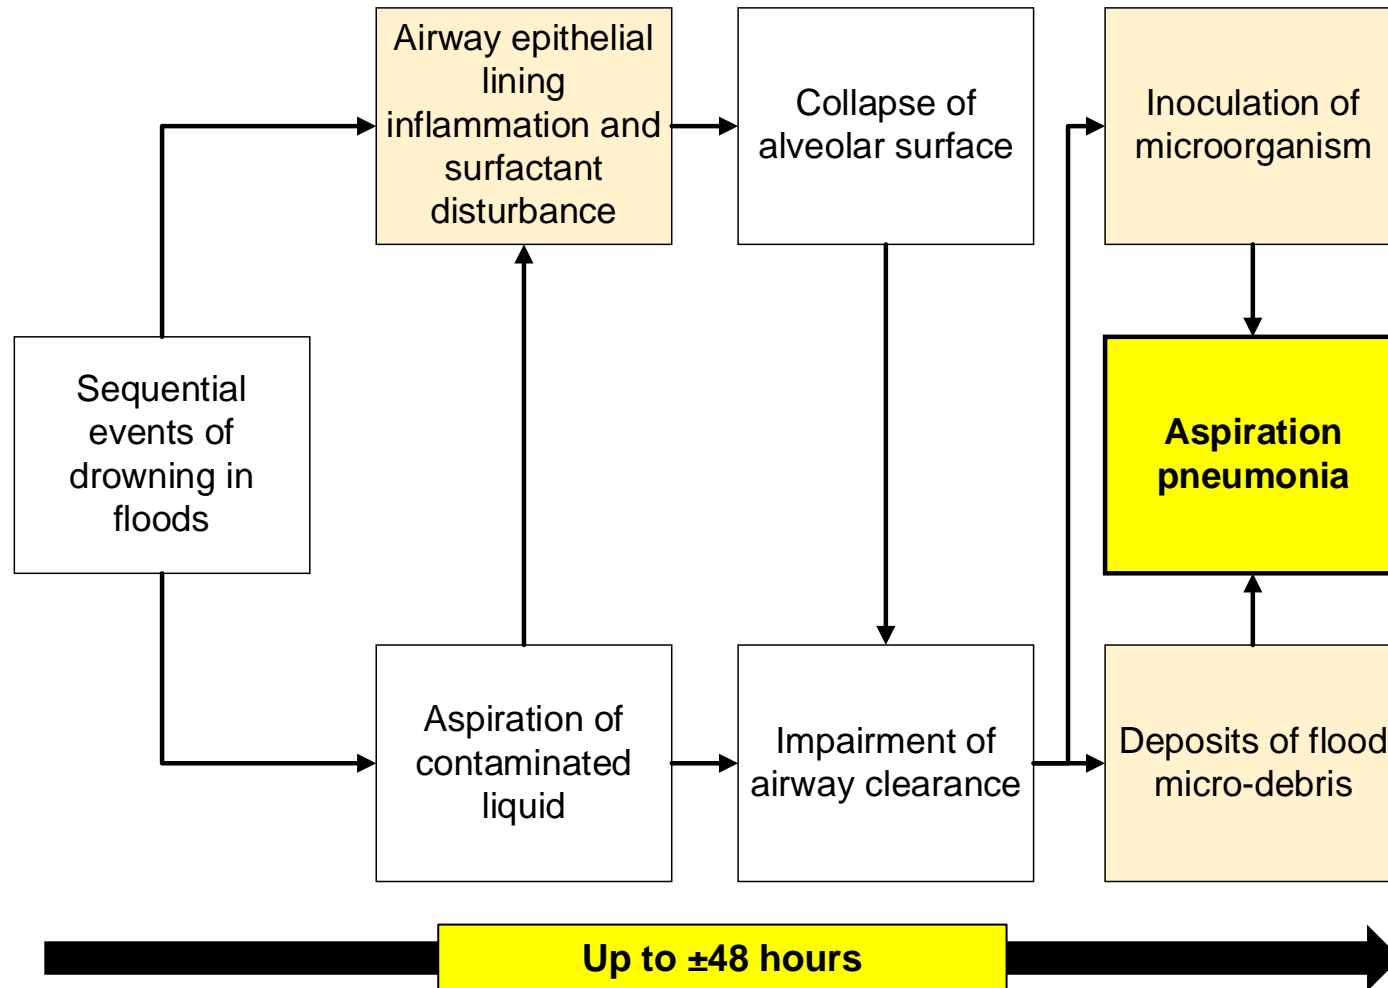 Airway epithelial
lining
inflammation and
surfactant
disturbance
Collapse of
alveolar surface
Inoculation of
microorganism
Sequential
events of
drowning in
floods
Aspiration
pneumonia
Aspiration of
contaminated
liquid
Impairment of
airway clearance
Deposits of flood
micro-debris
Up to ±48 hours